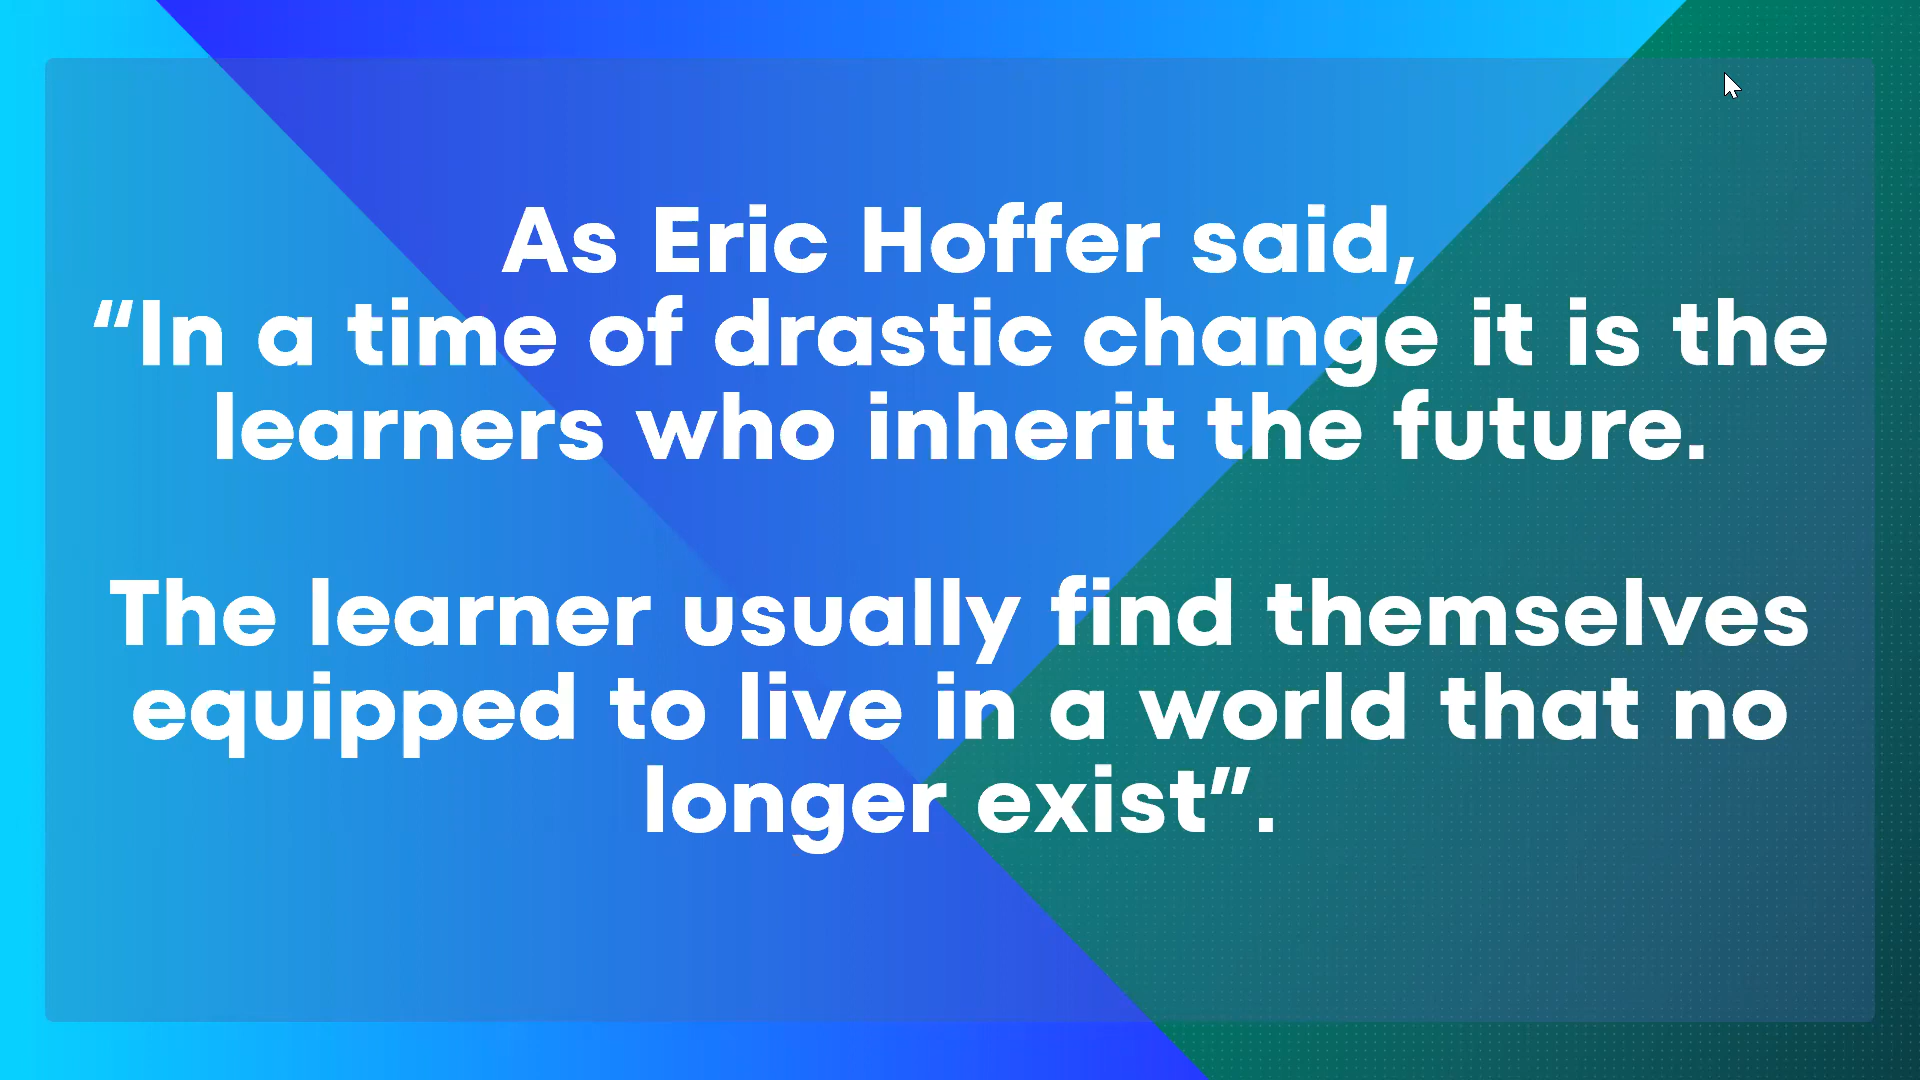 As Eric Hoffer said,
“In a time of drastic change it is the
learners who inherit the future.
The learner usually find themselves
equipped to live in a world that no
longer exist”.